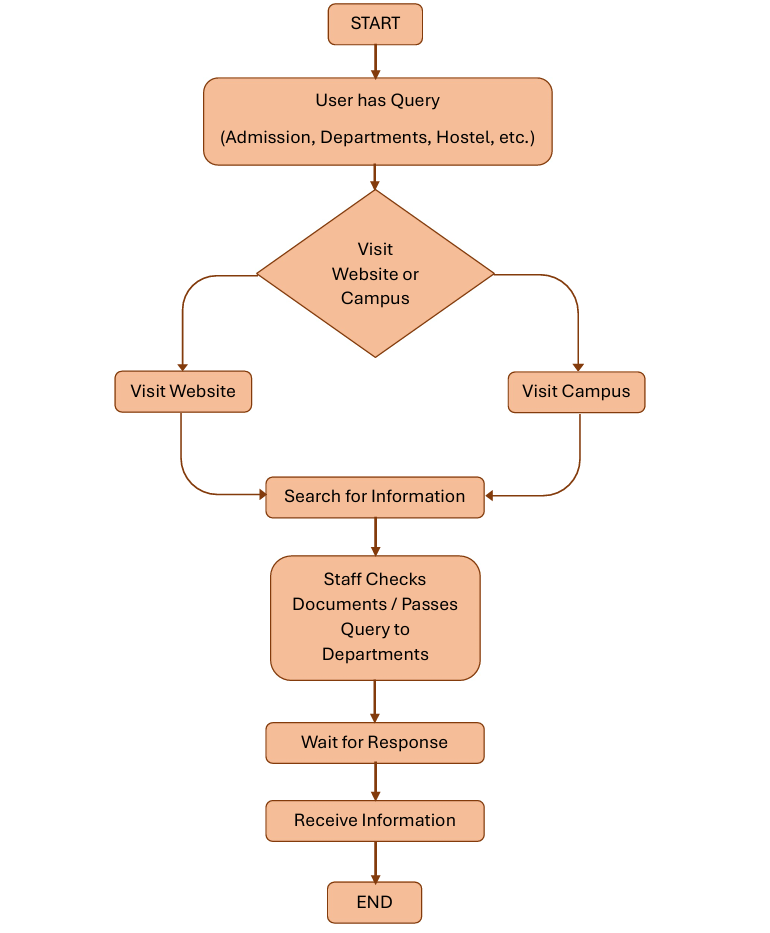 START
User has Query
(Admission, Departments, Hostel, etc.)
Visit
Website or
Campus
Visit Website
Visit Campus
Search for Information
Staff Checks
Documents / Passes
Query to
Departments
Wait for Response
Receive Information
END